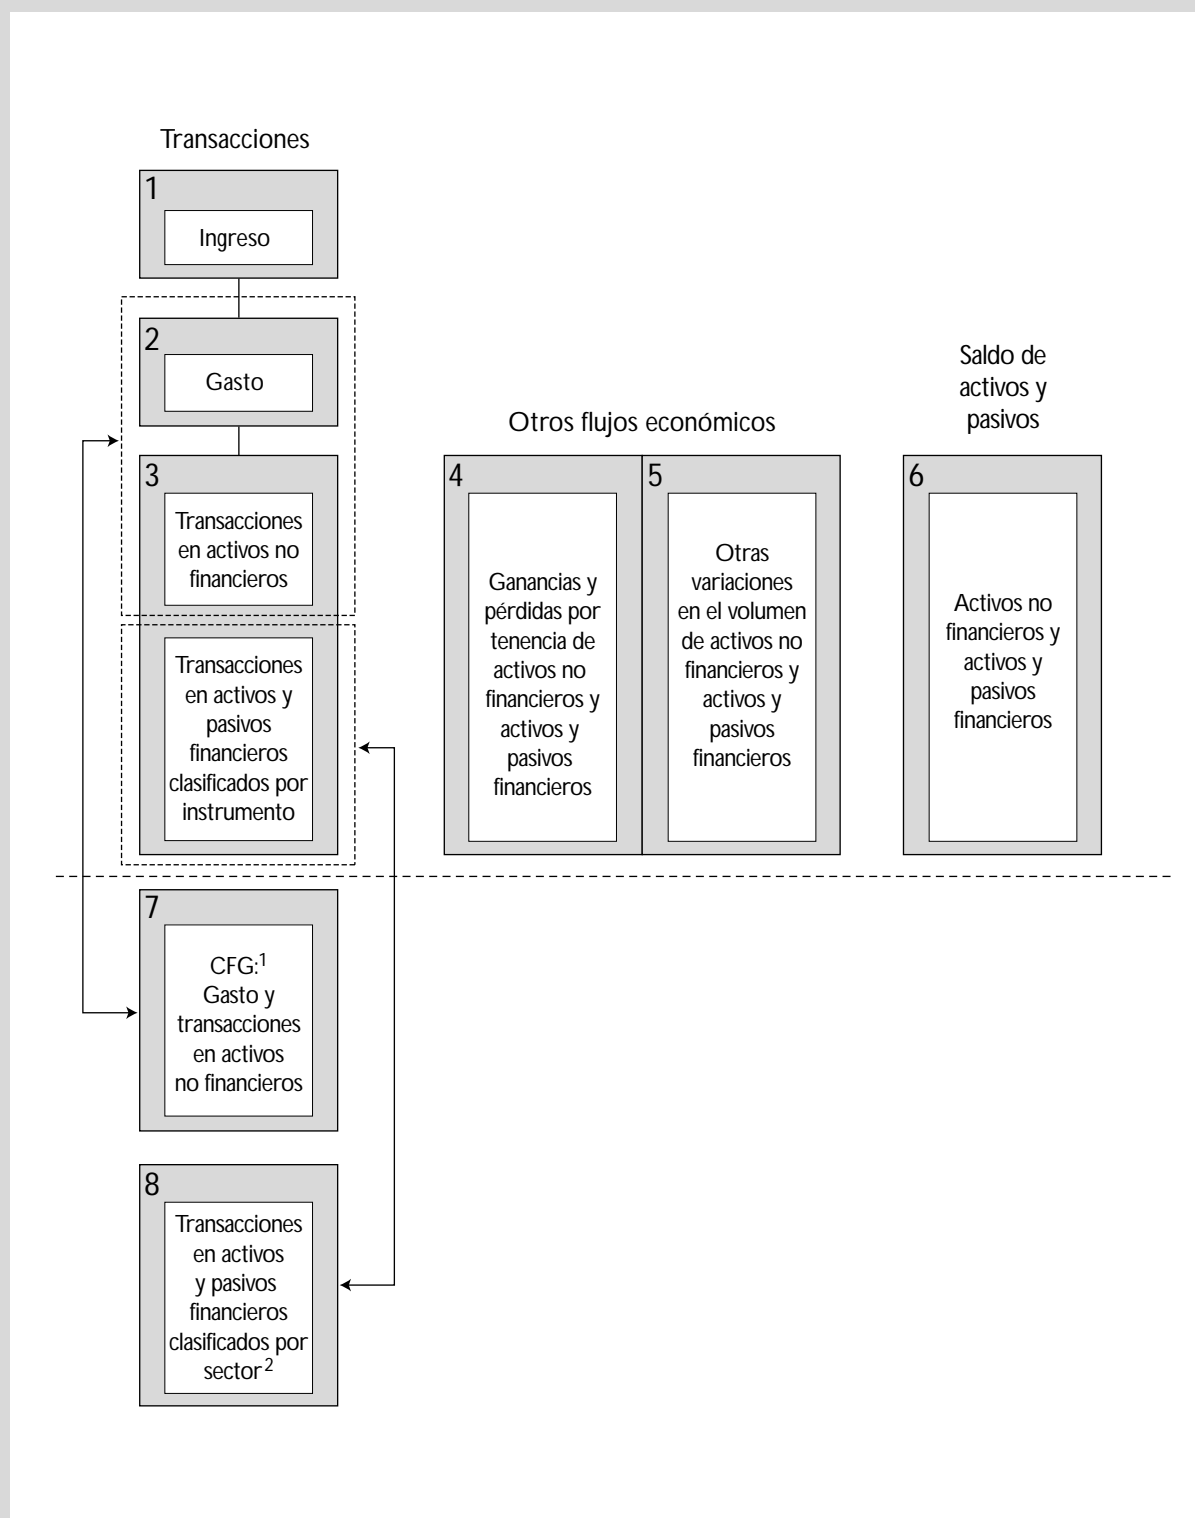 Transacciones
1
Ingreso
2
Gasto
3
Transacciones
en activos no
financieros
Transacciones
en activos y
pasivos
financieros
clasificados por
instrumento
Otros flujos económicos
4
Ganancias y
pérdidas por
tenencia de
activos no
financieros y
activos y
pasivos
financieros
5
Otras
variaciones
en el volumen
de activos no
financieros y
activos y
pasivos
financieros
Saldo de
activos y
pasivos
6
Activos no
financieros y
activos y
pasivos
financieros
7
CFG:1
Gasto y
transacciones
en activos
no financieros
8
Transacciones
en activos
y pasivos
financieros
clasificados por
sector2